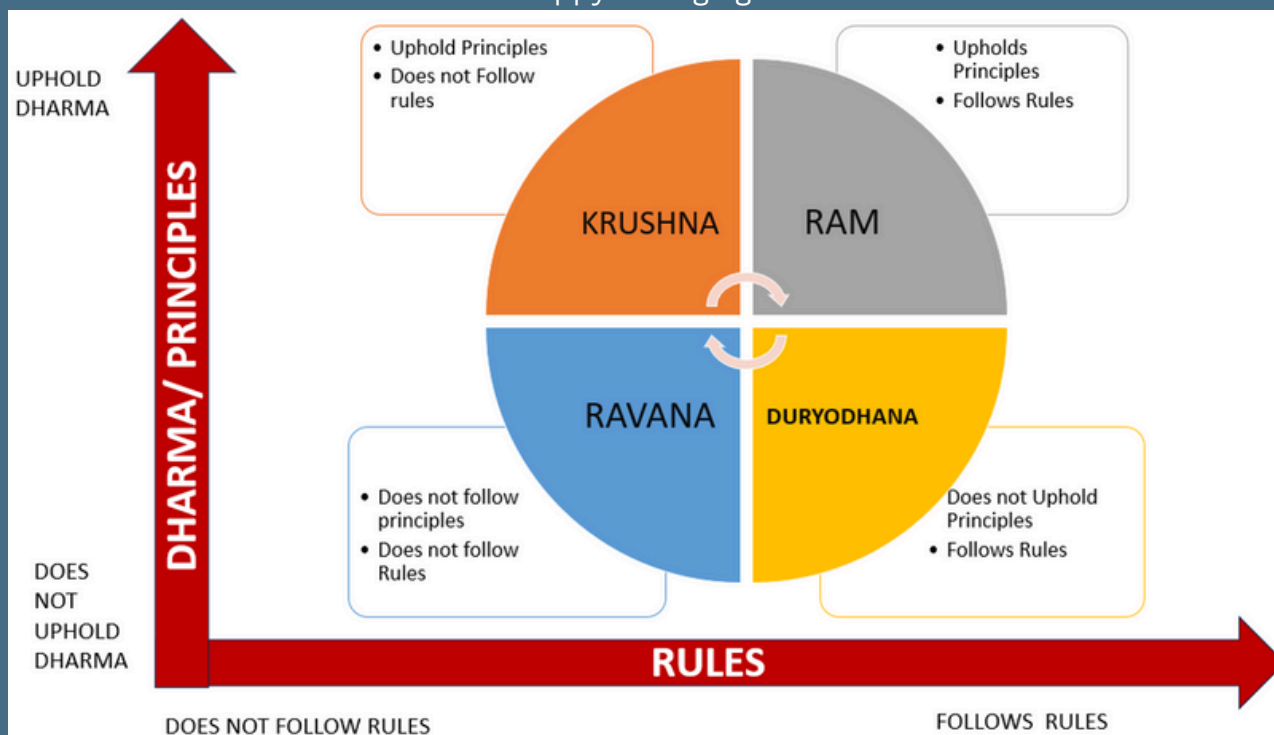 UPHOLD
DHARMA
DHARMA/ PRINCIPLES
DOES
NOT
UPHOLD
DHARMA
• Uphold Principles
• Does not Follow
rules
• Upholds
Principles
• Follows Rules
KRUSHNA
RAM
RAVANA
DURYODHANA
• Does not follow
principles
• Does not follow
Rules
Does not Uphold
Principles
• Follows Rules
RULES
DOES NOT FOLLOW RULES
FOLLOWS RULES